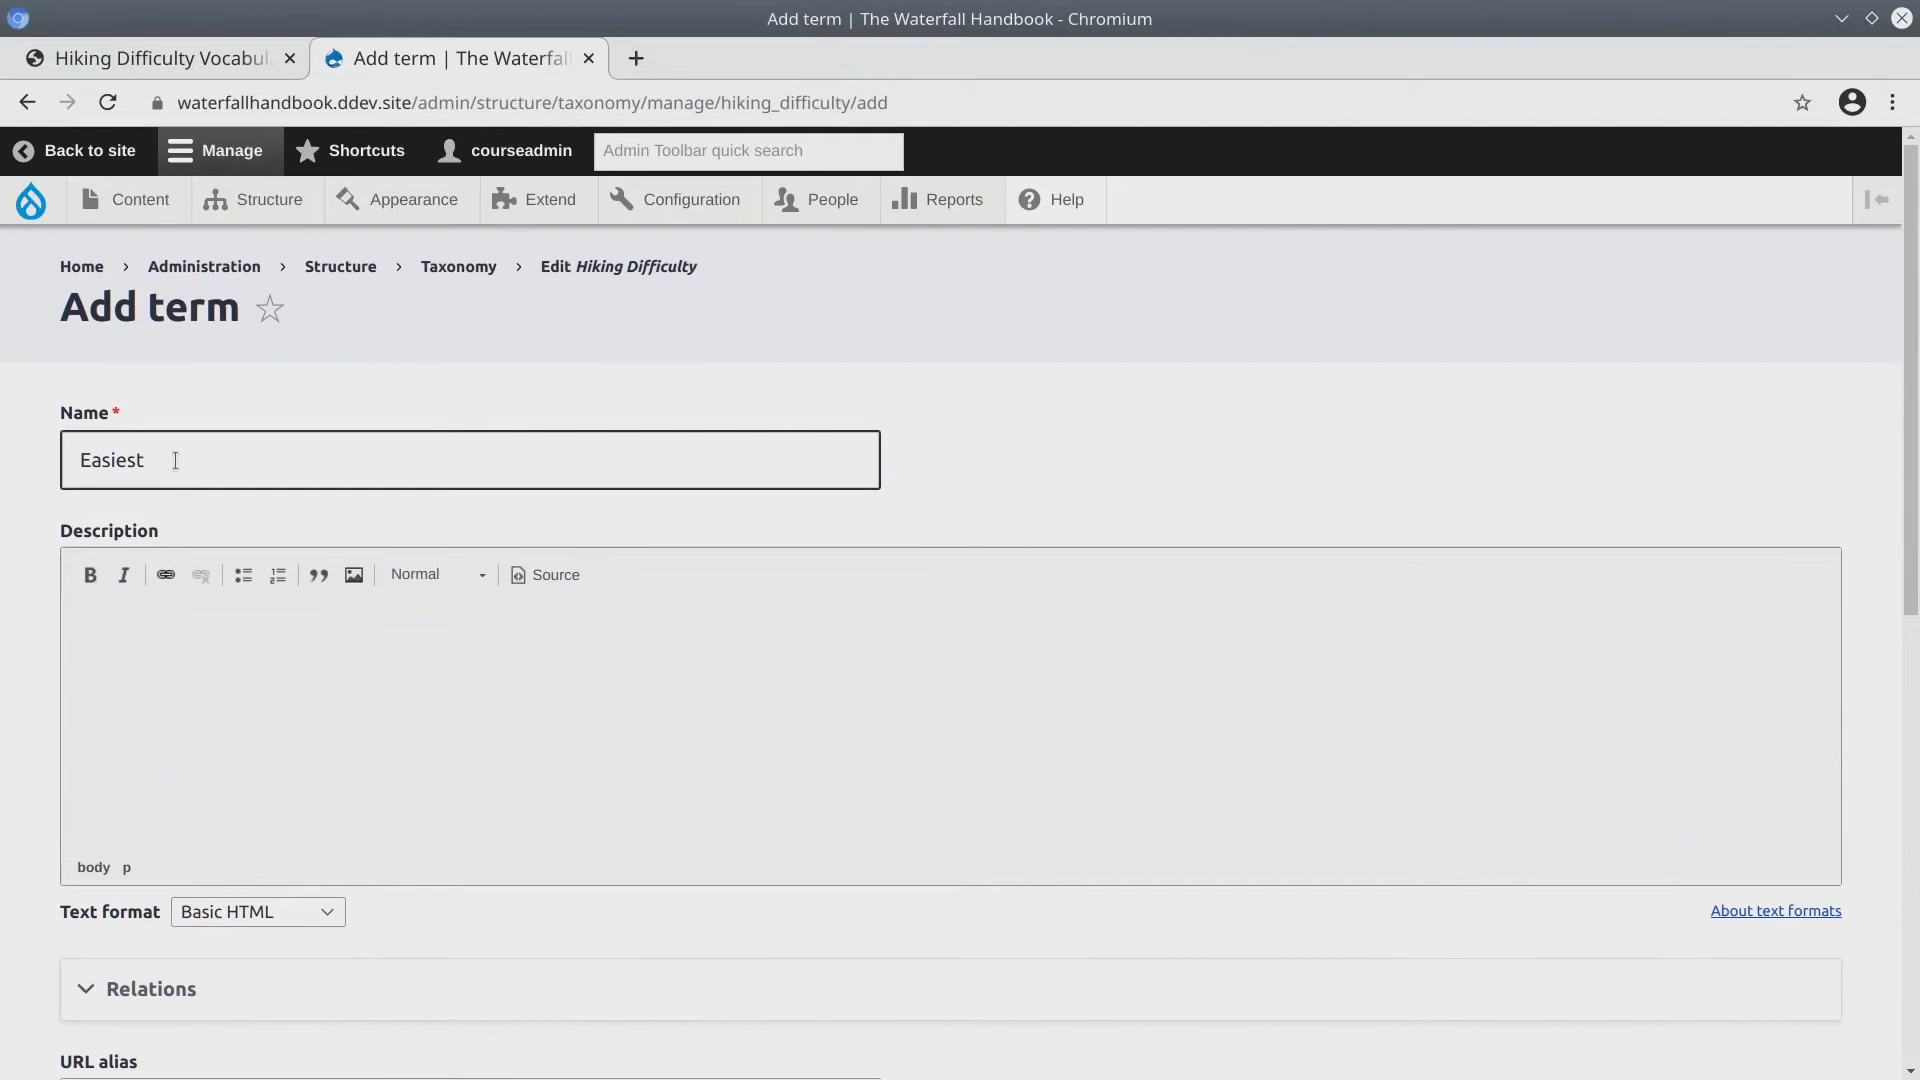 Add term | The Waterfall Handbook - Chromium
Hiking Difficulty Vocabul
Add term | The Waterfal
waterfallhandbook.ddev.site/admin/structure/taxonomy/manage/hiking_difficulty/add
Back to site Manage Shortcuts courseadmin Admin Toolbar quick search
Content Structure Appearance Extend Configuration People Reports Help
Home › Administration › Structure › Taxonomy › Edit Hiking Difficulty
Add term
Name*
Easiest
Description
B I Normal Source
body p
Text format Basic HTML About text formats
Relations
URL alias